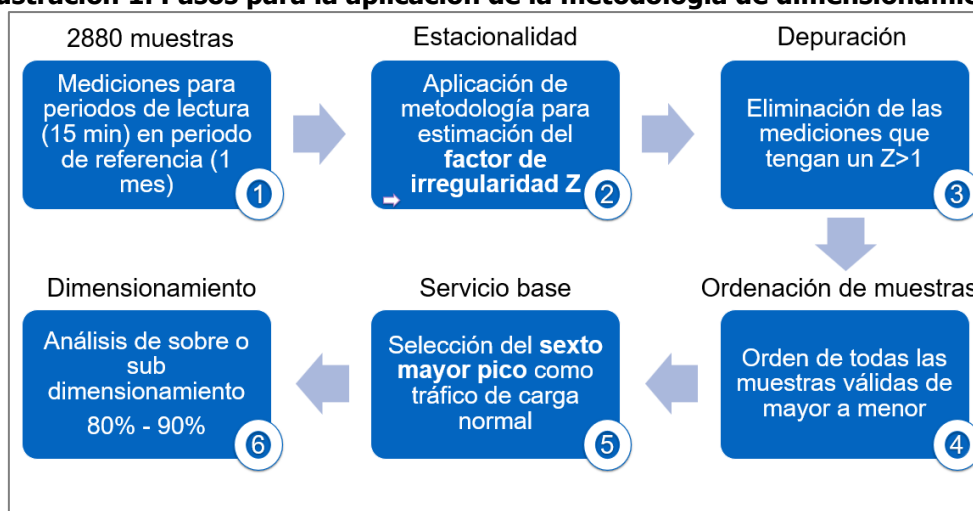 2880 muestras
Mediciones para
periodos de lectura
(15 min) en periodo
de referencia (1
mes)
1
Estacionalidad
Aplicación de
metodología para
estimación del
factor de
irregularidad Z
2
Depuración
Eliminación de las
mediciones que
tengan un Z>1
3
Ordenación de muestras
Orden de todas las
muestras válidas de
mayor a menor
4
Servicio base
Selección del sexto
mayor pico como
tráfico de carga
normal
5
Dimensionamiento
Análisis de sobre o
sub
dimensionamiento
80% - 90%
6